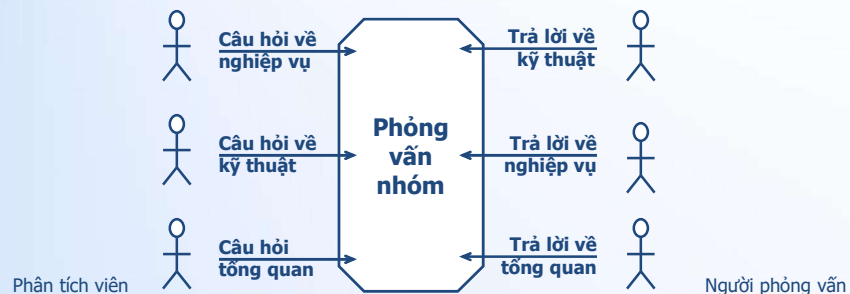 Câu hỏi về
nghiệp vụ
Trả lời về
kỹ thuật
Phỏng
vấn
nhóm
Câu hỏi về
kỹ thuật
Trả lời về
nghiệp vụ
Câu hỏi
tổng quan
Trả lời về
tổng quan
Phân tích viên
Người phỏng vấn